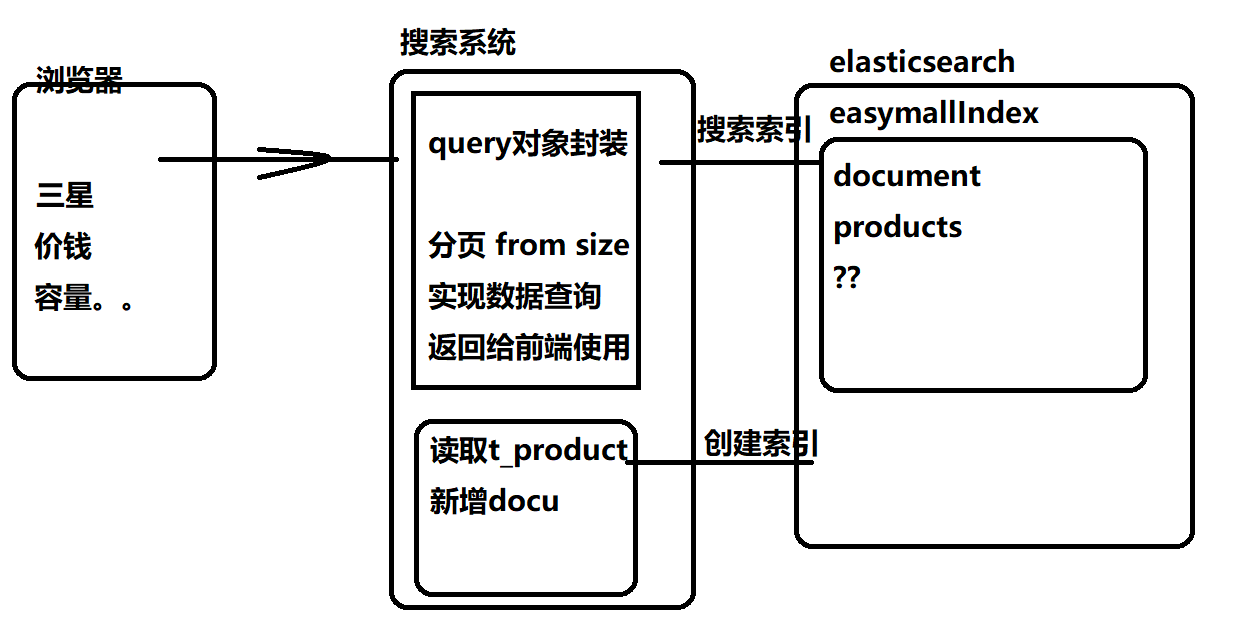 浏览器
三星
价钱
容量。。
搜索系统
query对象封装
分页 from size
实现数据查询
返回给前端使用
读取t_product
新增docu
搜索索引
创建索引
elasticsearch
easymallIndex
document
products
??